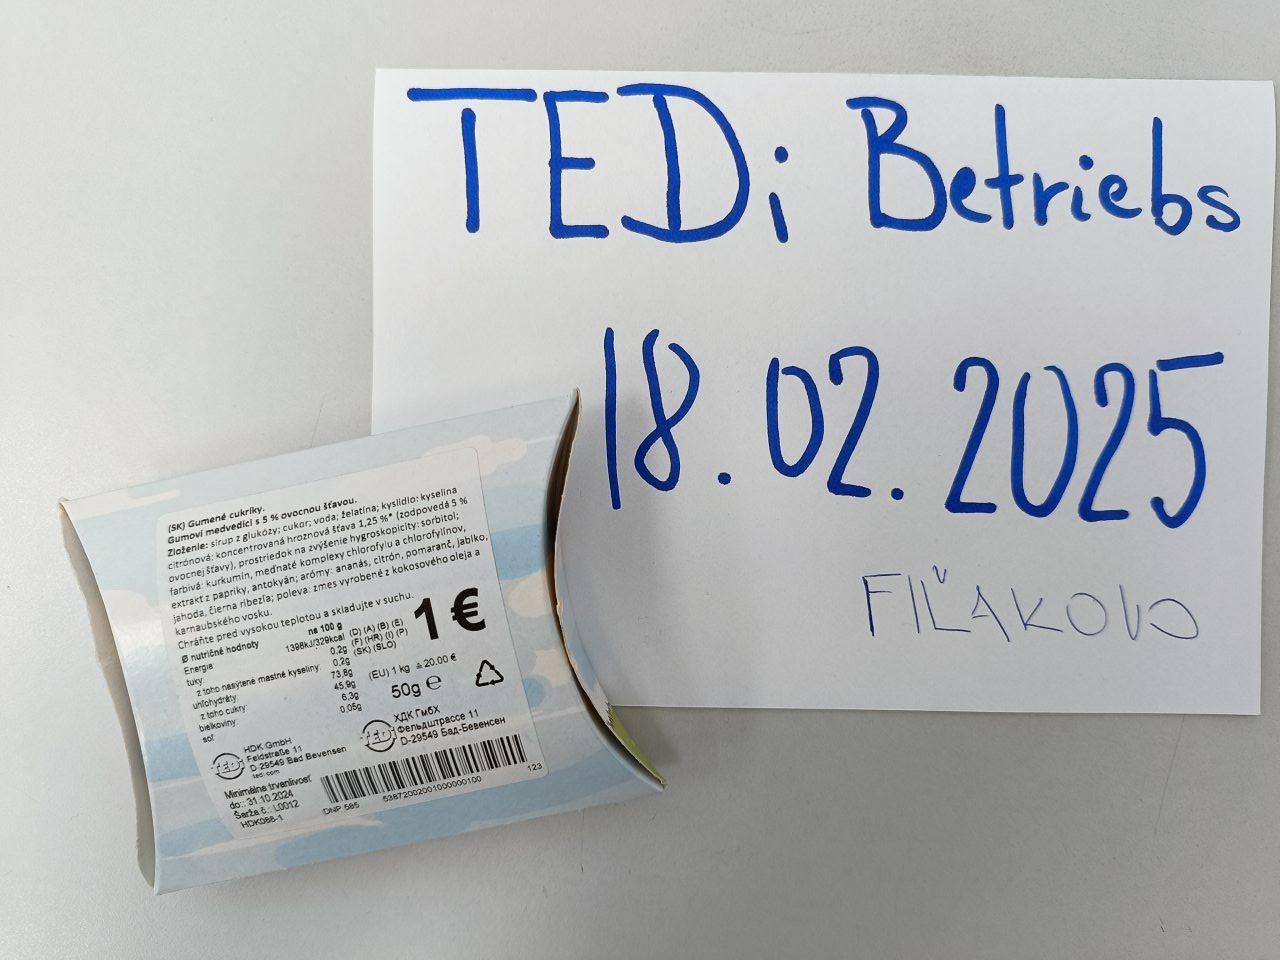 TEDi Betriebs
18.02.2025
FIĽAKOVO
(SK) Gumené cukríky.
Gumoví medvedíci s 5 % ovocnou šťavou.
Zloženie: sirup z glukózy; cukor; voda; želatína; kyslidlo: kyselina
citrónová; koncentrovaná hroznová šťava 1,25 %* (zodpovedá 5 %
ovocnej šťavy), prostriedok na zvýšenie hygroskopicity: sorbitol;
farbivá: kurkumín, meďnaté komplexy chlorofylu a chlorofylínov,
extrakt z papriky, antokyán; arómy: ananás, citrón, pomaranč, jablko,
jahoda, čierna ríbezľa; poleva: zmes vyrobené z kokosového oleja a
karnaubského vosku.
Chráňte pred vysokou teplotou a skladujte v suchu.
Ø nutričné hodnoty na 100 g
Energia 1398kJ/329kcal
tuky: 0,2g
z toho nasýtené mastné kyseliny: 0,2g
uhľohydráty: 73,8g
z toho cukry: 45,9g
bielkoviny: 6,3g
soľ 0,05g
(D) (A) (B) (E)
(F) (HR) (I) (P)
(SK) (SLO)
1 €
(EU) 1 kg ≙ 20.00 €
50g ℮
TEDi
HDK GmbH
Feldstraße 11
D-29549 Bad Bevensen
tedi.com
TEDi
ХДК ГмбХ
Фельдштрассе 11
D-29549 Бад-Бевенсен
Minimálna trvanlivosť
do: 31.10.2024
Šarža č.: L0012
HDK088-1
DNP 585
53872002001000000100
123